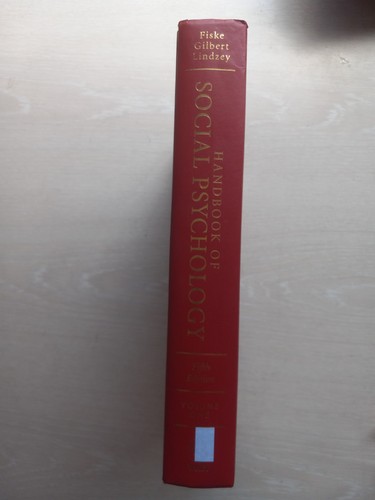 Fiske
Gilbert
Lindzey
HANDBOOK OF
SOCIAL PSYCHOLOGY